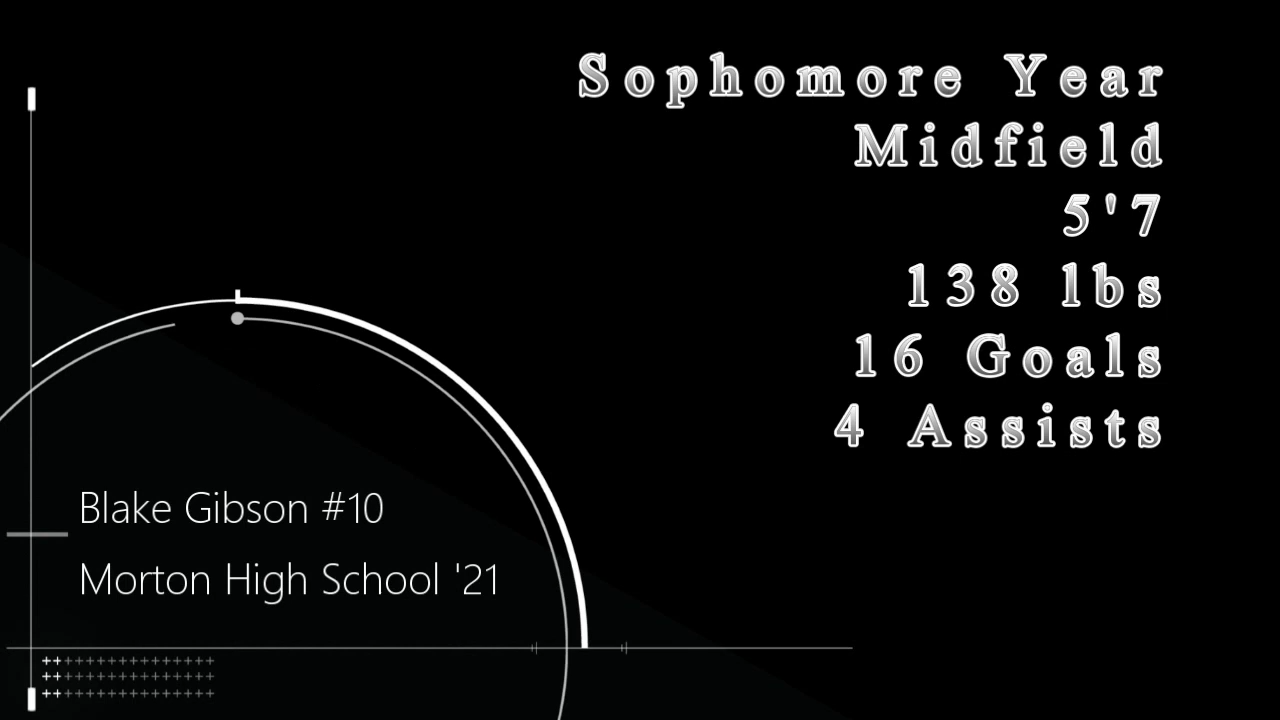 Sophomore Year
Midfield
5'7
138 lbs
16 Goals
4 Assists
Blake Gibson #10
Morton High School '21